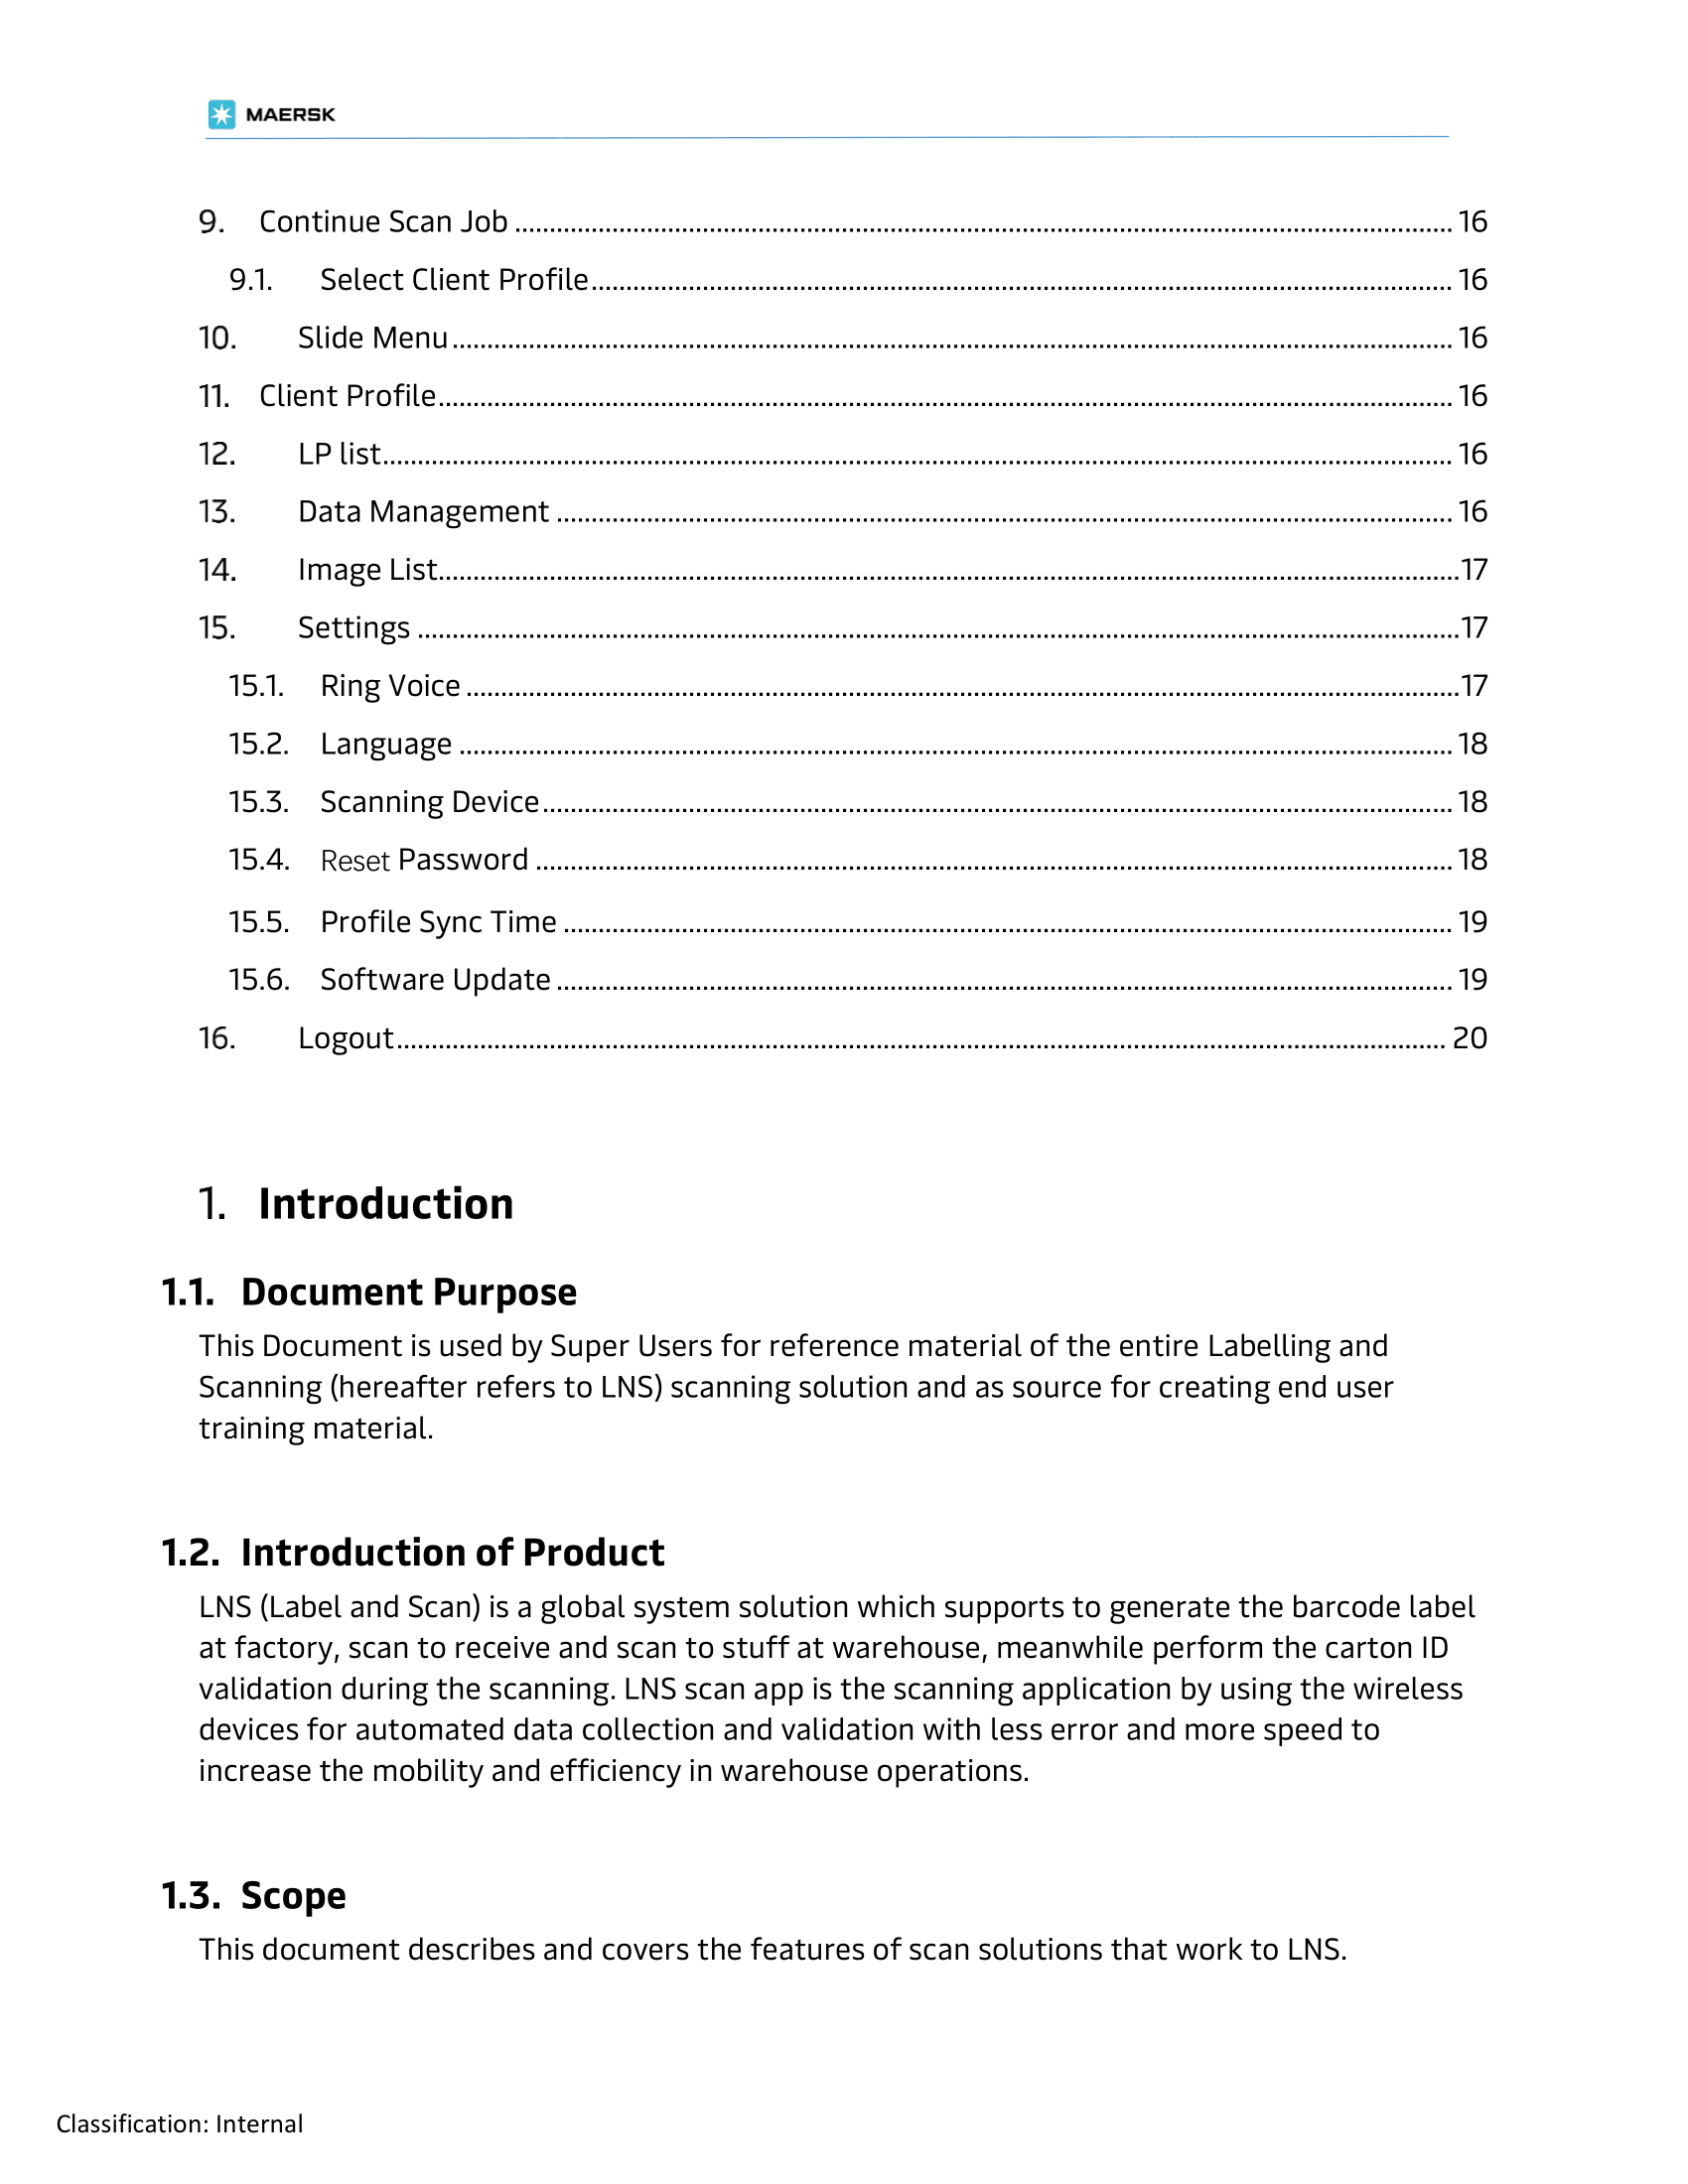 MAERSK
9. Continue Scan Job ........ 16
9.1. Select Client Profile ........ 16
10. Slide Menu ........ 16
11. Client Profile ........ 16
12. LP list ........ 16
13. Data Management ........ 16
14. Image List ........ 17
15. Settings ........ 17
15.1. Ring Voice ........ 17
15.2. Language ........ 18
15.3. Scanning Device ........ 18
15.4. Reset Password ........ 18
15.5. Profile Sync Time ........ 19
15.6. Software Update ........ 19
16. Logout ........ 20
1. Introduction
1.1. Document Purpose
This Document is used by Super Users for reference material of the entire Labelling and
Scanning (hereafter refers to LNS) scanning solution and as source for creating end user
training material.
1.2. Introduction of Product
LNS (Label and Scan) is a global system solution which supports to generate the barcode label
at factory, scan to receive and scan to stuff at warehouse, meanwhile perform the carton ID
validation during the scanning. LNS scan app is the scanning application by using the wireless
devices for automated data collection and validation with less error and more speed to
increase the mobility and efficiency in warehouse operations.
1.3. Scope
This document describes and covers the features of scan solutions that work to LNS.
Classification: Internal